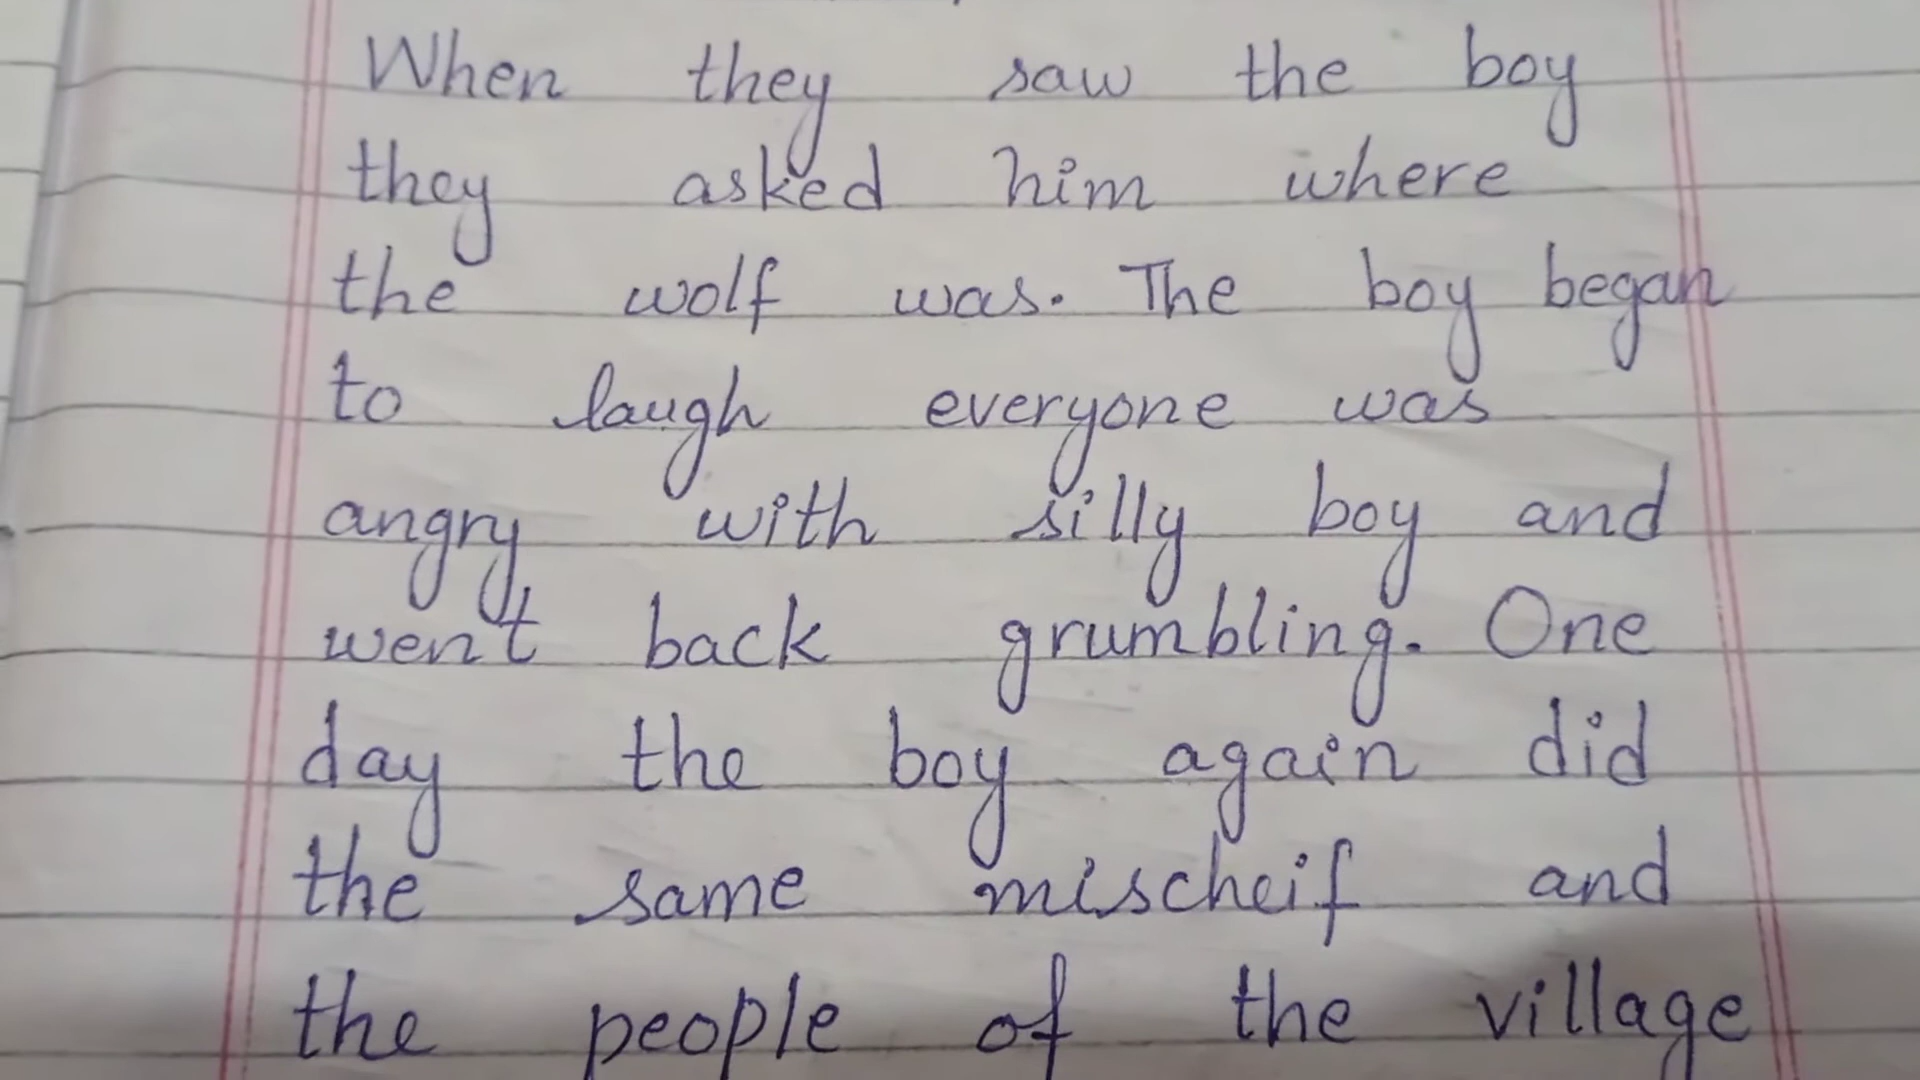 When they saw the boy
they asked him where
the wolf was. The boy began
to laugh everyone was
angry with silly boy and
went back grumbling. One
day the boy again did
the same mischeif and
the people of the village